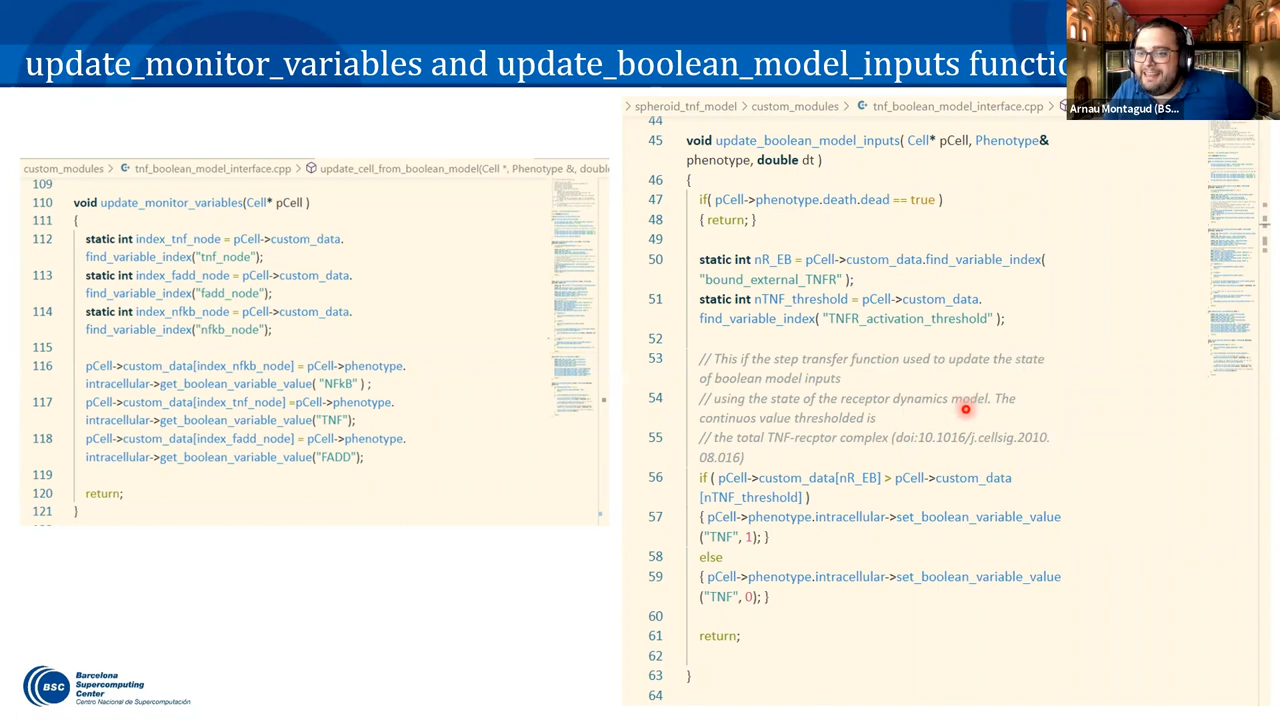 update_monitor_variables and update_boolean_model_inputs functio
Arnau Montagud (BS...
custom_modules > tnf_boolean_model_interface.cpp > update_cell_from_boolean_model(Cell *, Phenotype &, double
109
110 void update_monitor_variables(Cell* pCell )
111 {
112 static int index_tnf_node = pCell->custom_data.
find_variable_index("tnf_node");
113 static int index_fadd_node = pCell->custom_data.
find_variable_index("fadd_node");
114 static int index_nfkb_node = pCell->custom_data.
find_variable_index("nfkb_node");
115
116 pCell->custom_data[index_nfkb_node] = pCell->phenotype.
intracellular->get_boolean_variable_value( "NFkB" ) ;
117 pCell->custom_data[index_tnf_node] =pCell->phenotype.
intracellular->get_boolean_variable_value("TNF");
118 pCell->custom_data[index_fadd_node] = pCell->phenotype.
intracellular->get_boolean_variable_value("FADD");
119
120 return;
121 }
> spheroid_tnf_model > custom_modules > tnf_boolean_model_interface.cpp >
44
45 void update_boolean_model_inputs( Cell* pCell, Phenotype&
phenotype, double dt )
46 {
47 if( pCell->phenotype.death.dead == true )
48 { return; }
49
50 static int nR_EB = pCell->custom_data.find_variable_index(
"bound_external_TNFR" );
51 static int nTNF_threshold = pCell->custom_data.
find_variable_index( "TNFR_activation_threshold" );
52
53 // This if the step transfer function used to update the state
of boolean model inputs
54 // using the state of the receptor dynamics model. The
continuos value thresholded is
55 // the total TNF-recptor complex (doi:10.1016/j.cellsig.2010.
08.016)
56 if ( pCell->custom_data[nR_EB] > pCell->custom_data
[nTNF_threshold] )
57 { pCell->phenotype.intracellular->set_boolean_variable_value
("TNF", 1); }
58 else
59 { pCell->phenotype.intracellular->set_boolean_variable_value
("TNF", 0); }
60
61 return;
62
63 }
64
BSC
Barcelona
Supercomputing
Center
Centro Nacional de Supercomputación